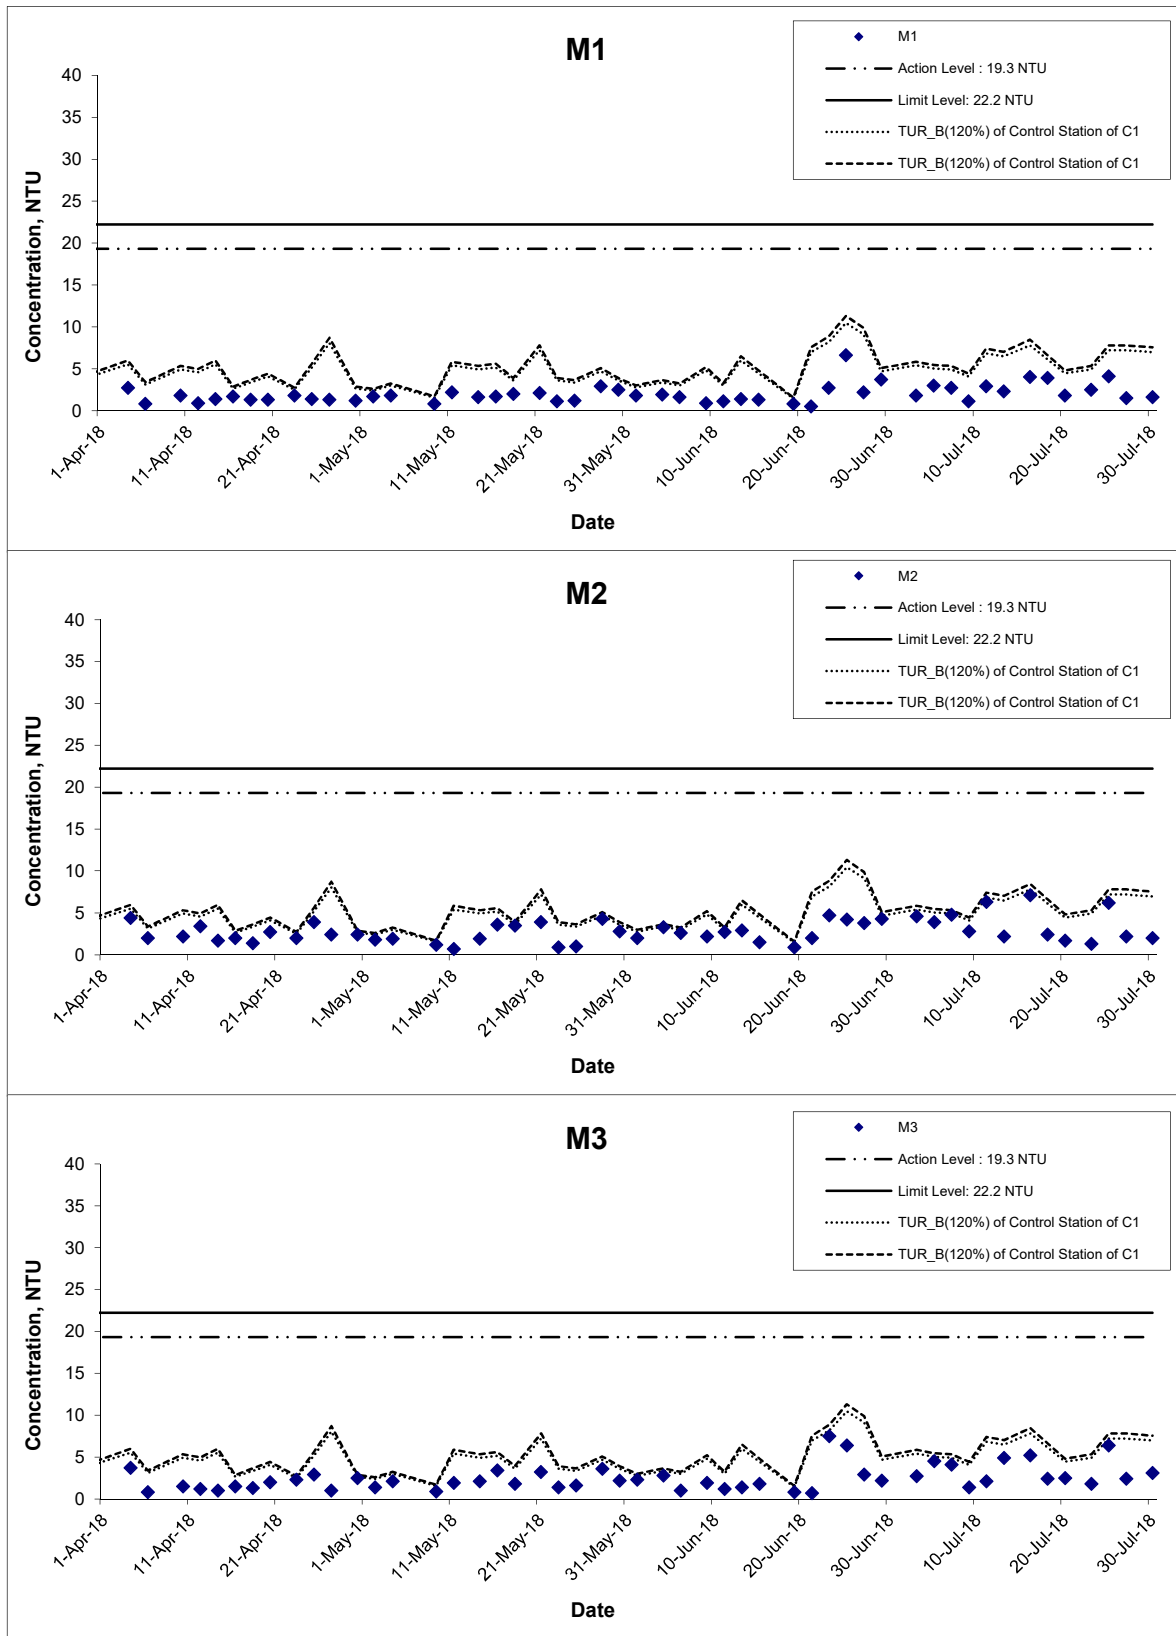 M1
M1
Action Level : 19.3 NTU
Limit Level: 22.2 NTU
TUR_B(120%) of Control Station of C1
TUR_B(120%) of Control Station of C1
Concentration, NTU
40
35
30
25
20
15
10
5
0
1-Apr-18
11-Apr-18
21-Apr-18
1-May-18
11-May-18
21-May-18
31-May-18
10-Jun-18
20-Jun-18
30-Jun-18
10-Jul-18
20-Jul-18
30-Jul-18
Date
M2
M2
Action Level : 19.3 NTU
Limit Level: 22.2 NTU
TUR_B(120%) of Control Station of C1
TUR_B(120%) of Control Station of C1
Concentration, NTU
40
35
30
25
20
15
10
5
0
1-Apr-18
11-Apr-18
21-Apr-18
1-May-18
11-May-18
21-May-18
31-May-18
10-Jun-18
20-Jun-18
30-Jun-18
10-Jul-18
20-Jul-18
30-Jul-18
Date
M3
M3
Action Level : 19.3 NTU
Limit Level: 22.2 NTU
TUR_B(120%) of Control Station of C1
TUR_B(120%) of Control Station of C1
Concentration, NTU
40
35
30
25
20
15
10
5
0
1-Apr-18
11-Apr-18
21-Apr-18
1-May-18
11-May-18
21-May-18
31-May-18
10-Jun-18
20-Jun-18
30-Jun-18
10-Jul-18
20-Jul-18
30-Jul-18
Date